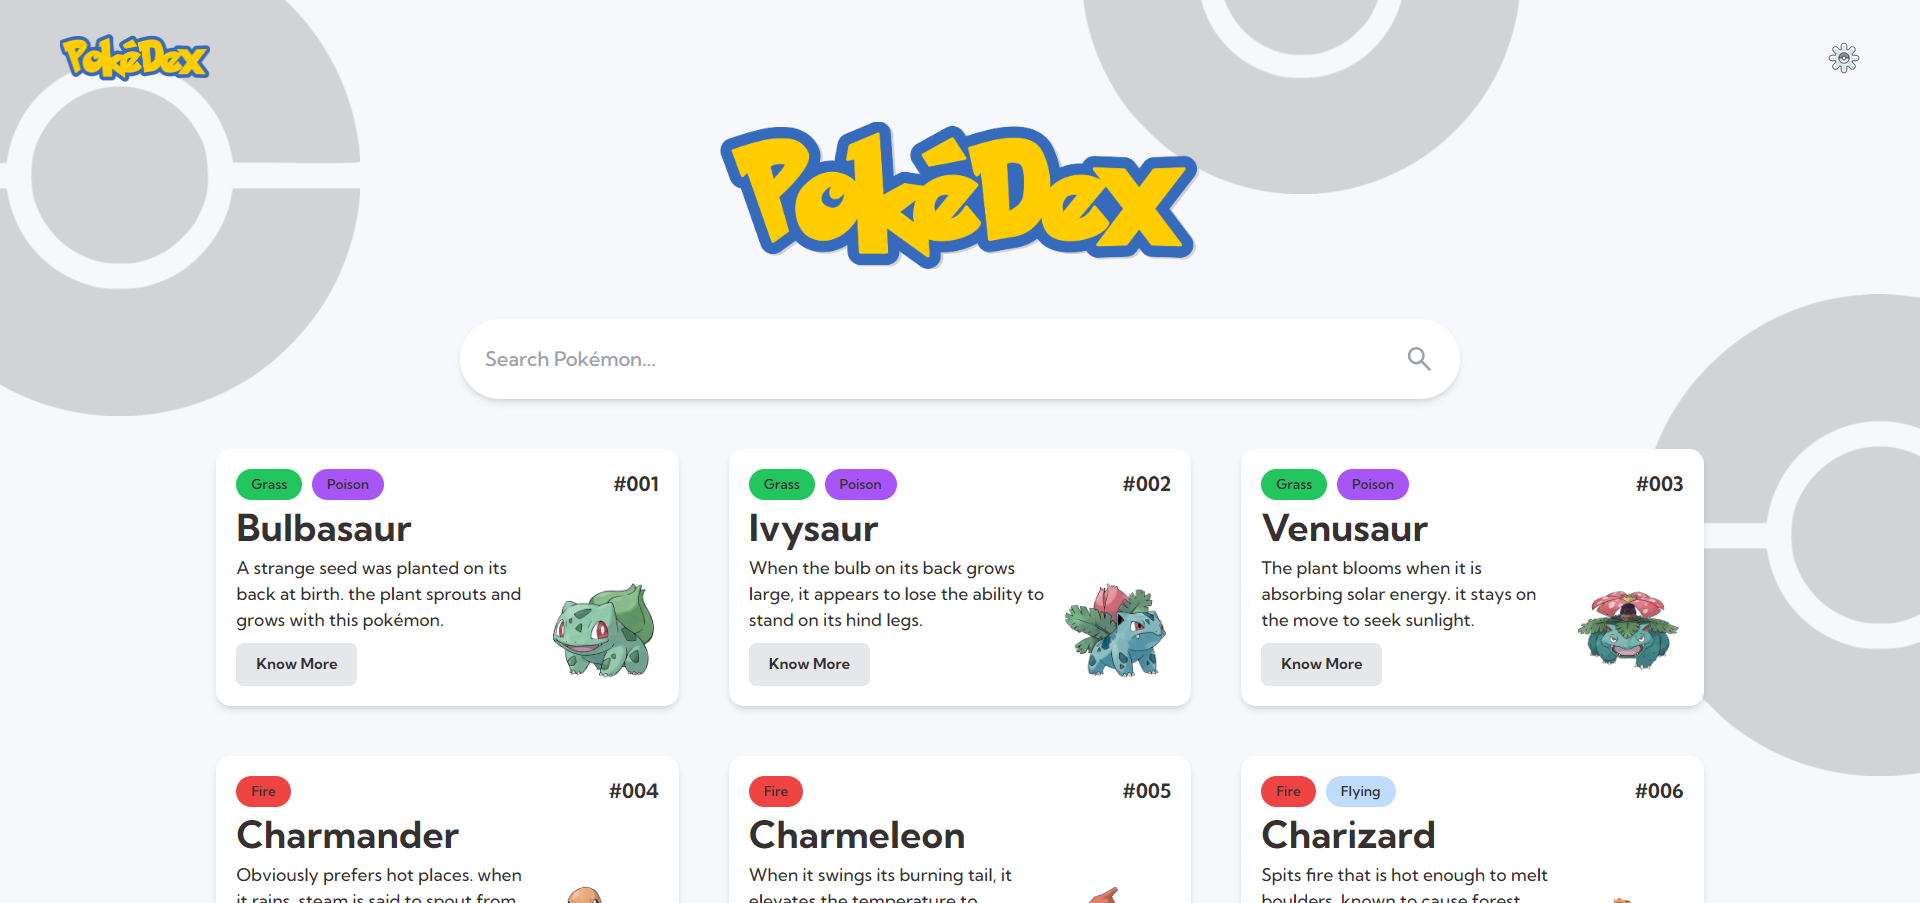 PokéDex
PokéDex
Search Pokémon...
Grass Poison #001
Bulbasaur
A strange seed was planted on its
back at birth. the plant sprouts and
grows with this pokémon.
Know More
Grass Poison #002
Ivysaur
When the bulb on its back grows
large, it appears to lose the ability to
stand on its hind legs.
Know More
Grass Poison #003
Venusaur
The plant blooms when it is
absorbing solar energy. it stays on
the move to seek sunlight.
Know More
Fire #004
Charmander
Obviously prefers hot places. when
it rains, steam is said to spout from
Fire #005
Charmeleon
When it swings its burning tail, it
elevates the temperature to
Fire Flying #006
Charizard
Spits fire that is hot enough to melt
boulders. known to cause forest